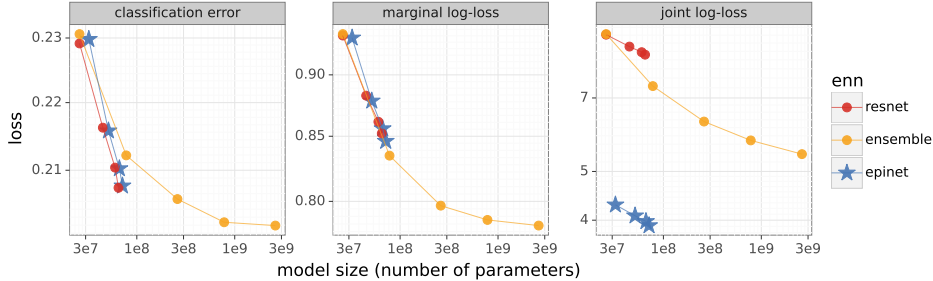 classification error
marginal log-loss
joint log-loss
loss
0.23
0.22
0.21
0.90
0.85
0.80
7
5
4
3e7 1e8 3e8 1e9 3e9
3e7 1e8 3e8 1e9 3e9
3e7 1e8 3e8 1e9 3e9
model size (number of parameters)
enn
resnet
ensemble
epinet